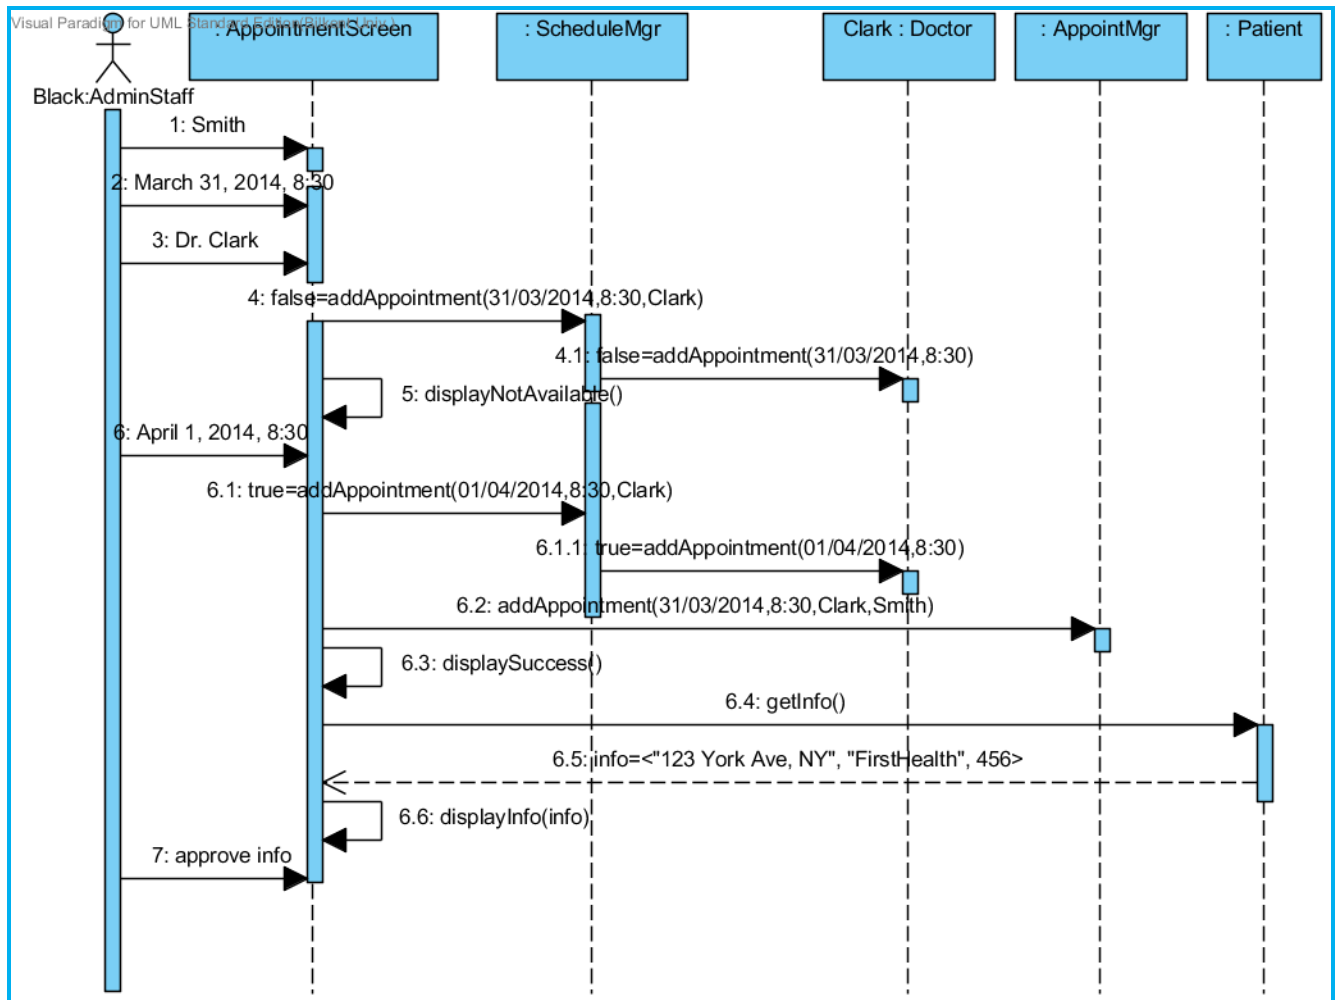 Visual Paradigm for UML Standard Edition(Bilkent Univ.)
: AppointmentScreen
: ScheduleMgr
Clark : Doctor
: AppointMgr
: Patient
Black:AdminStaff
1: Smith
2: March 31, 2014, 8:30
3: Dr. Clark
4: false=addAppointment(31/03/2014,8:30,Clark)
4.1: false=addAppointment(31/03/2014,8:30)
5: displayNotAvailable()
6: April 1, 2014, 8:30
6.1: true=addAppointment(01/04/2014,8:30,Clark)
6.1.1: true=addAppointment(01/04/2014,8:30)
6.2: addAppointment(31/03/2014,8:30,Clark,Smith)
6.3: displaySuccess()
6.4: getInfo()
6.5: info=<"123 York Ave, NY", "FirstHealth", 456>
6.6: displayInfo(info)
7: approve info